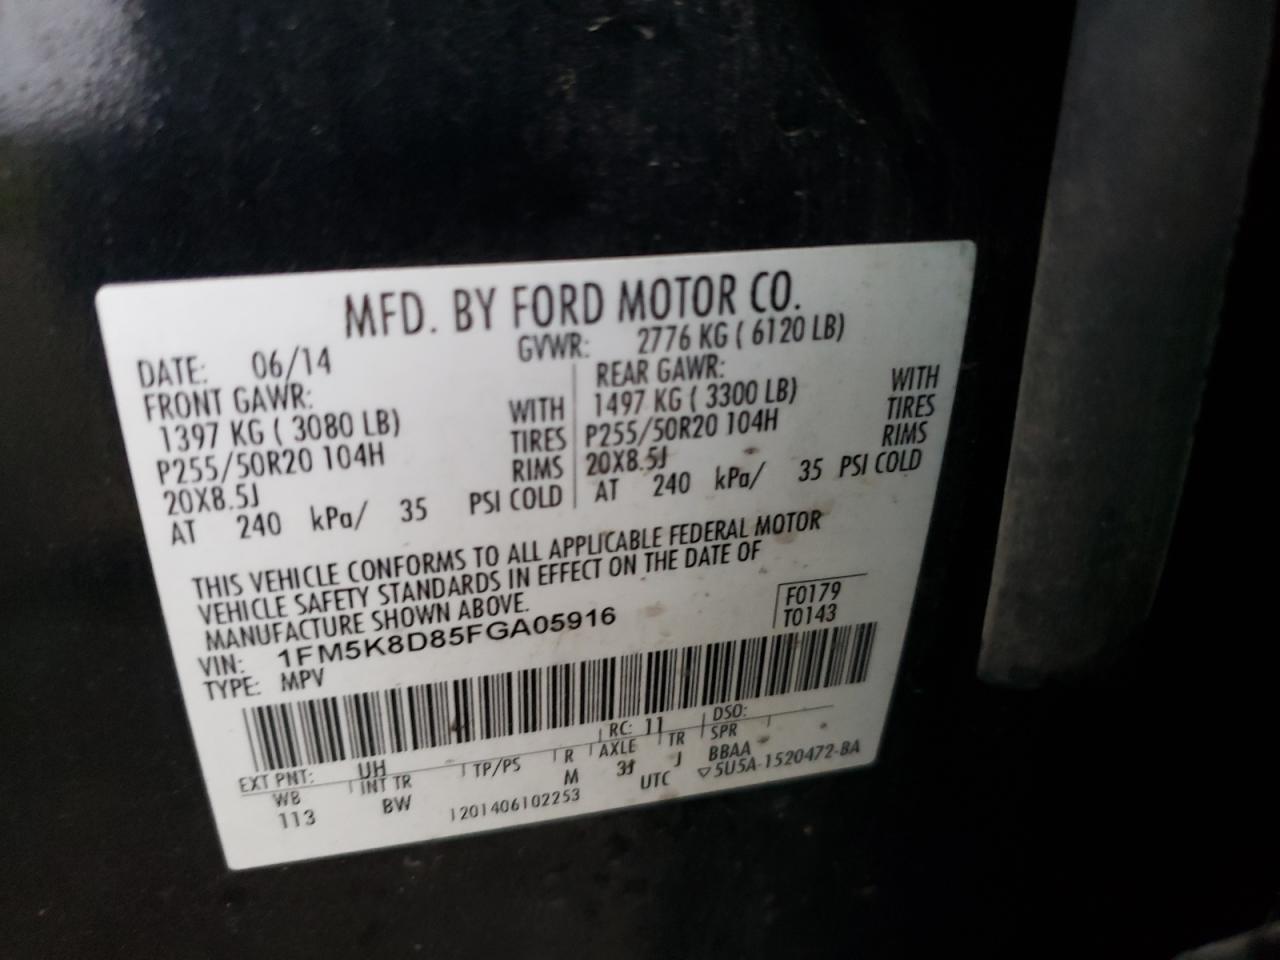 MFD. BY FORD MOTOR CO.
DATE: 06/14 GVWR: 2776 KG ( 6120 LB)
FRONT GAWR:
1397 KG ( 3080 LB) WITH
P255/50R20 104H TIRES
20X8.5J RIMS
AT 240 kPa/ 35 PSI COLD
REAR GAWR:
1497 KG ( 3300 LB) WITH
P255/50R20 104H TIRES
20X8.5J RIMS
AT 240 kPa/ 35 PSI COLD
THIS VEHICLE CONFORMS TO ALL APPLICABLE FEDERAL MOTOR
VEHICLE SAFETY STANDARDS IN EFFECT ON THE DATE OF
MANUFACTURE SHOWN ABOVE.
F0179
T0143
VIN: 1FM5K8D85FGA05916
TYPE: MPV
EXT PNT: UH RC: 11 DSO:
WB INT TR TP/PS R AXLE TR SPR
113 BW M J BBAA
1201406102253 UTC ▽5U5A-1520472-BA